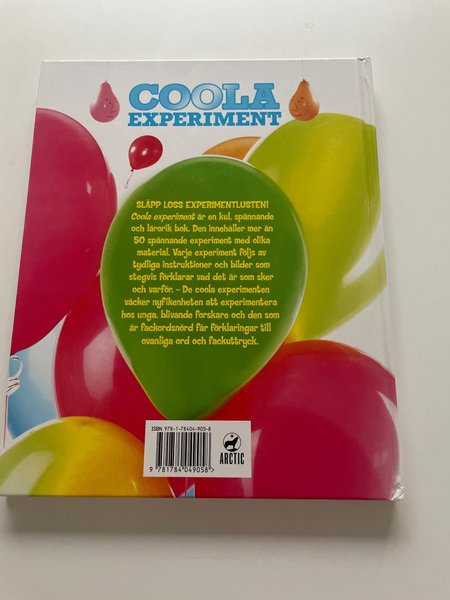 COOLA
EXPERIMENT
SLÄPP LOSS EXPERIMENTLUSTEN!
Coola experiment är en kul, spännande
och lärorik bok. Den innehåller mer än
50 spännande experiment med olika
material. Varje experiment följs av
tydliga instruktioner och bilder som
stegvis förklarar vad det är som sker
och varför. – De coola experimenten
väcker nyfikenheten att experimentera
hos unga, blivande forskare och den som
är fackordsnörd får förklaringar till
ovanliga ord och fackuttryck.
ISBN 978-1-78404-905-8
9 781784 049058 >
ARCTIC